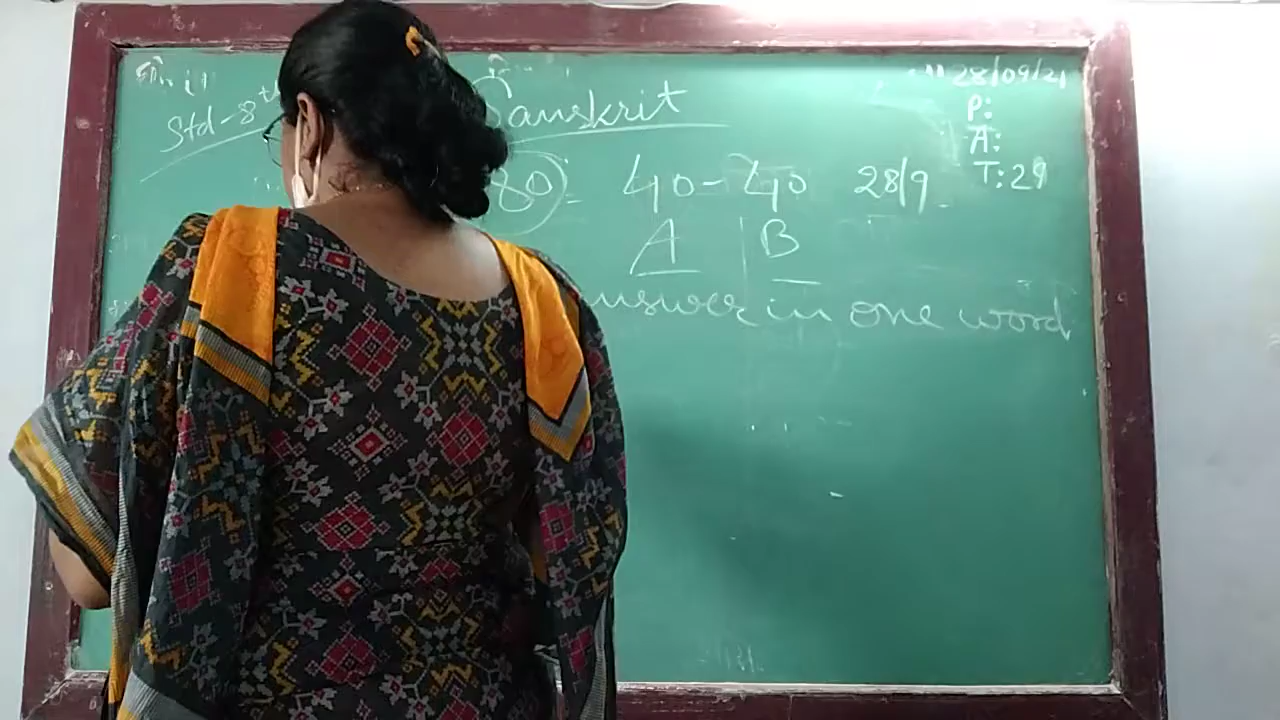 28/09/21
Std-8th Sanskrit
P:
A:
T:29
80 = 40-40 28/9
A | B
answer in one word